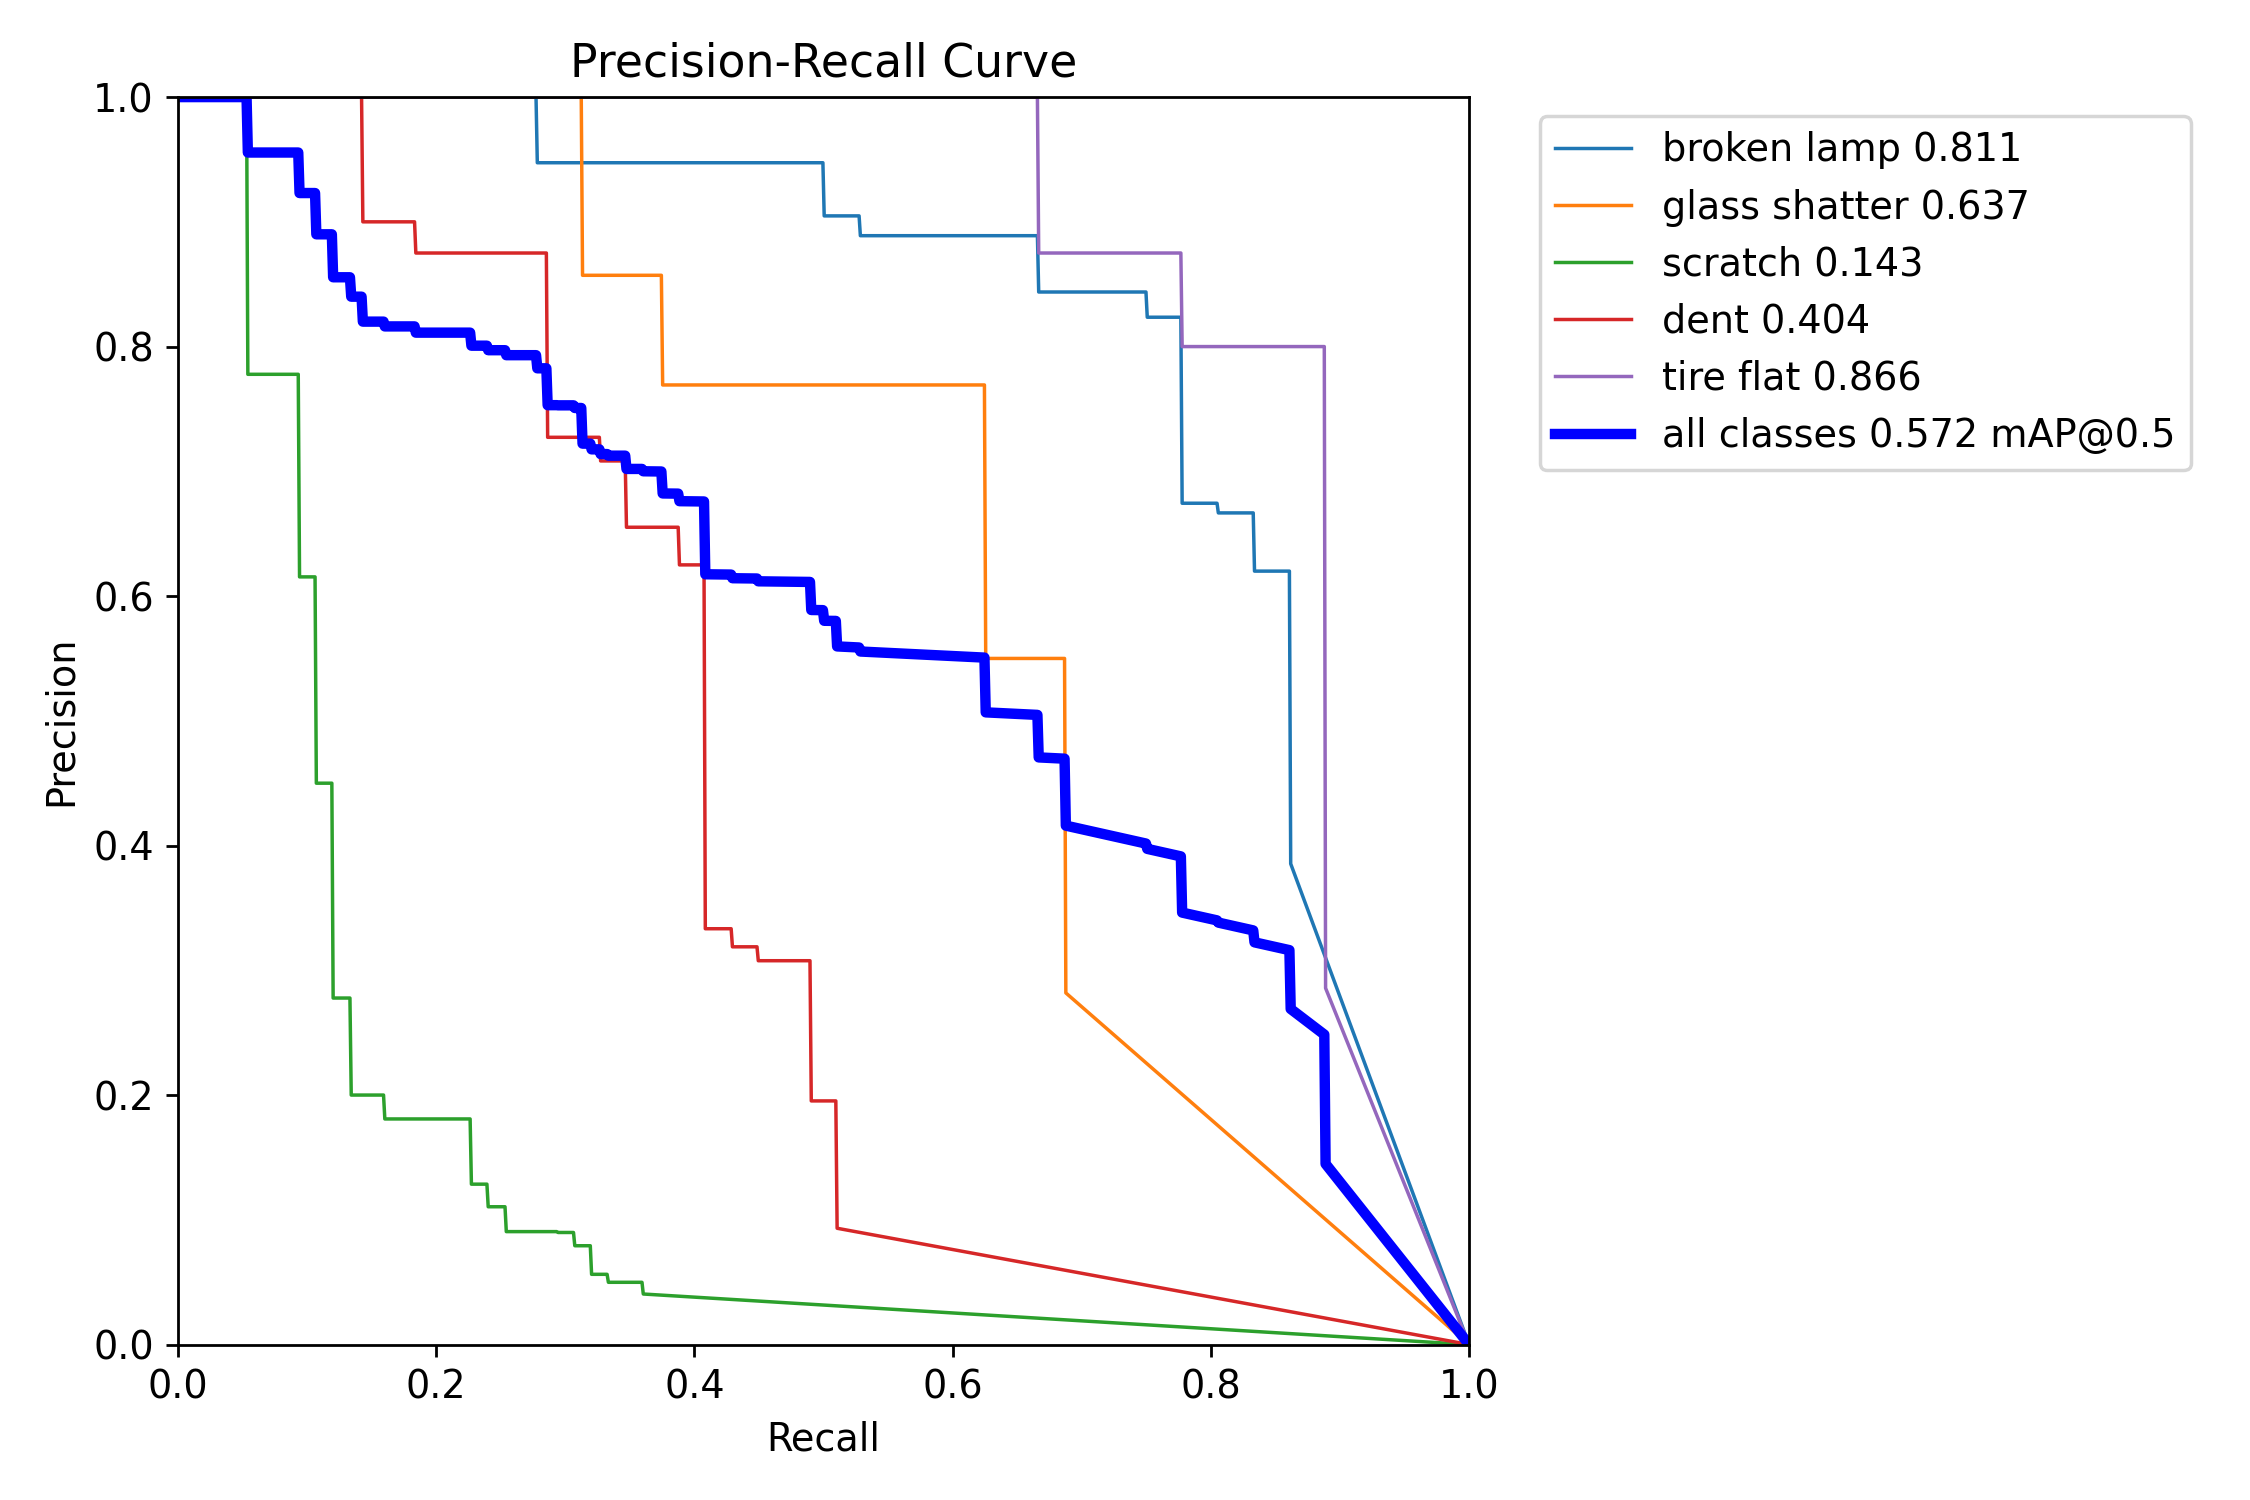 Precision-Recall Curve
1.0
0.8
0.6
0.4
0.2
0.0
Precision
0.0 0.2 0.4 0.6 0.8 1.0
Recall
broken lamp 0.811
glass shatter 0.637
scratch 0.143
dent 0.404
tire flat 0.866
all classes 0.572 mAP@0.5